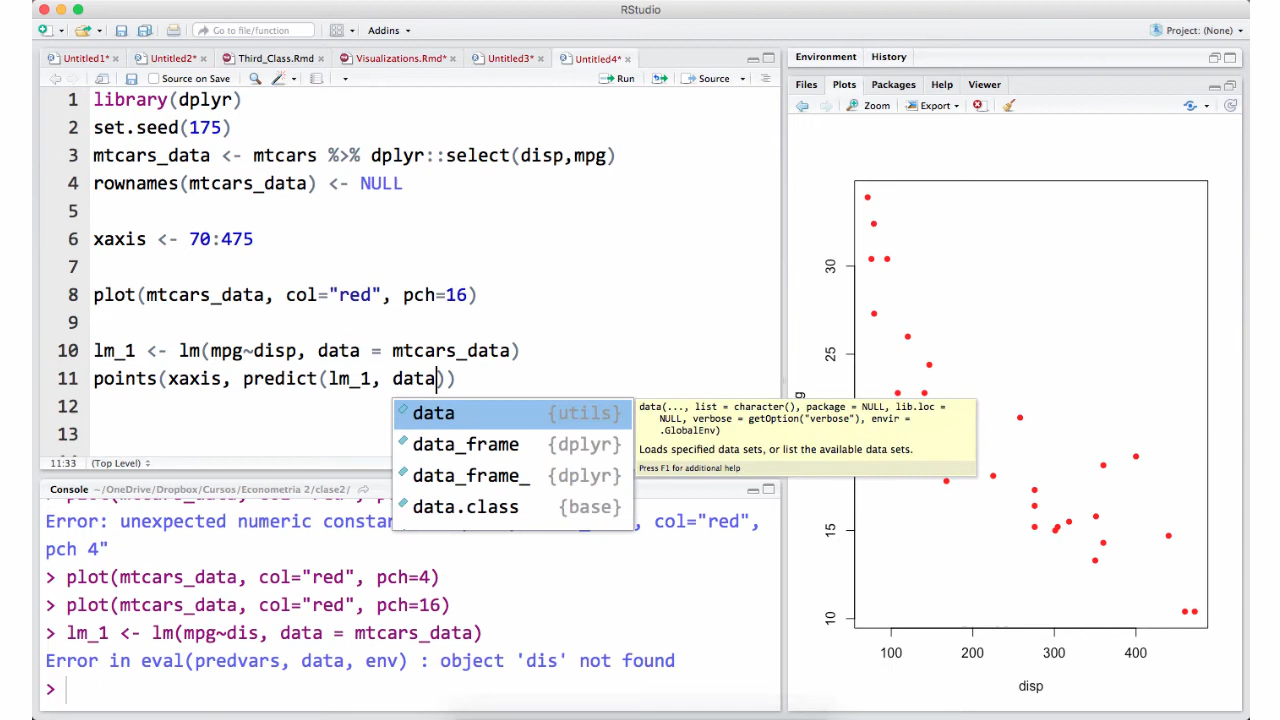 RStudio
Go to file/function
Addins
Project: (None)
Untitled1*
Untitled2*
Third_Class.Rmd
Visualizations.Rmd*
Untitled3*
Untitled4*
Source on Save
Run
Source
1 library(dplyr)
2 set.seed(175)
3 mtcars_data <- mtcars %>% dplyr::select(disp,mpg)
4 rownames(mtcars_data) <- NULL
5
6 xaxis <- 70:475
7
8 plot(mtcars_data, col="red", pch=16)
9
10 lm_1 <- lm(mpg~disp, data = mtcars_data)
11 points(xaxis, predict(lm_1, data))
12
13
data {utils}
data_frame {dplyr}
data_frame_ {dplyr}
data.class {base}
data(..., list = character(), package = NULL, lib.loc =
NULL, verbose = getOption("verbose"), envir =
.GlobalEnv)
Loads specified data sets, or list the available data sets.
Press F1 for additional help
11:33 (Top Level)
Console ~/OneDrive/Dropbox/Cursos/Econometria 2/clase2/
Error: unexpected numeric constan
col="red",
pch 4"
> plot(mtcars_data, col="red", pch=4)
> plot(mtcars_data, col="red", pch=16)
> lm_1 <- lm(mpg~dis, data = mtcars_data)
Error in eval(predvars, data, env) : object 'dis' not found
>
Environment
History
Files
Plots
Packages
Help
Viewer
Zoom
Export
30
25
15
10
100
200
300
400
disp